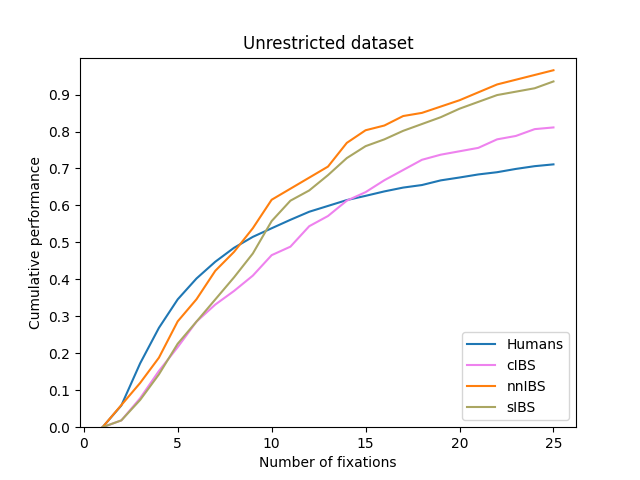 Unrestricted dataset
Cumulative performance
0.9
0.8
0.7
0.6
0.5
0.4
0.3
0.2
0.1
0.0
0 5 10 15 20 25
Number of fixations
Humans
cIBS
nnIBS
sIBS